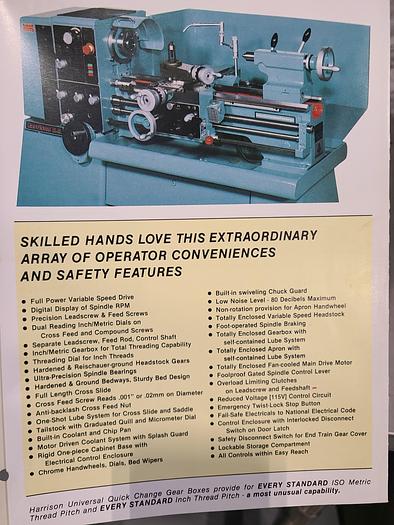 SKILLED HANDS LOVE THIS EXTRAORDINARY
ARRAY OF OPERATOR CONVENIENCES
AND SAFETY FEATURES
● Full Power Variable Speed Drive
● Digital Display of Spindle RPM
● Precision Leadscrew & Feed Screws
● Dual Reading Inch/Metric Dials on
Cross Feed and Compound Screws
● Separate Leadscrew, Feed Rod, Control Shaft
● Inch/Metric Gearbox for Total Threading Capability
● Threading Dial for Inch Threads
● Hardened & Reischauer-ground Headstock Gears
● Ultra-Precision Spindle Bearings
● Hardened & Ground Bedways, Sturdy Bed Design
● Full Length Cross Slide
● Cross Feed Screw Reads .001" or .02mm on Diameter
● Anti-backlash Cross Feed Nut
● One-Shot Lube System for Cross Slide and Saddle
● Tailstock with Graduated Quill and Micrometer Dial
● Built-in Coolant and Chip Pan
● Motor Driven Coolant System with Splash Guard
● Rigid One-piece Cabinet Base with
Electrical Control Enclosure
● Chrome Handwheels, Dials, Bed Wipers
● Built-in swiveling Chuck Guard
● Low Noise Level - 80 Decibels Maximum
● Non-rotation provision for Apron Handwheel
● Totally Enclosed Variable Speed Headstock
● Foot-operated Spindle Braking
● Totally Enclosed Gearbox with
self-contained Lube System
● Totally Enclosed Apron with
self-contained Lube System
● Totally Enclosed Fan-cooled Main Drive Motor
● Foolproof Gated Spindle Control Lever
● Overload Limiting Clutches
on Leadscrew and Feedshaft
● Reduced Voltage [115V] Control Circuit
● Emergency Twist-Lock Stop Button
● Fail-Safe Electricals to National Electrical Code
● Control Enclosure with Interlocked Disconnect
Switch on Door Latch
● Safety Disconnect Switch for End Train Gear Cover
● Lockable Storage Compartment
● All Controls within Easy Reach
Harrison Universal Quick Change Gear Boxes provide for EVERY STANDARD ISO Metric
Thread Pitch and EVERY STANDARD Inch Thread Pitch - a most unusual capability.